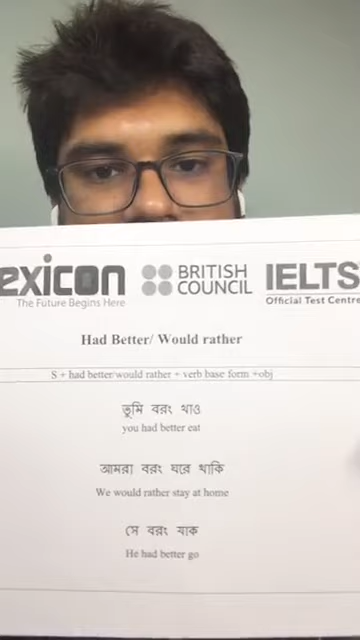 exicon
The Future Begins Here
BRITISH
COUNCIL
IELTS
Official Test Centre
Had Better/ Would rather
S + had better/would rather + verb base form +obj
তুমি বরং খাও
you had better eat
আমরা বরং ঘরে থাকি
We would rather stay at home
সে বরং যাক
He had better go